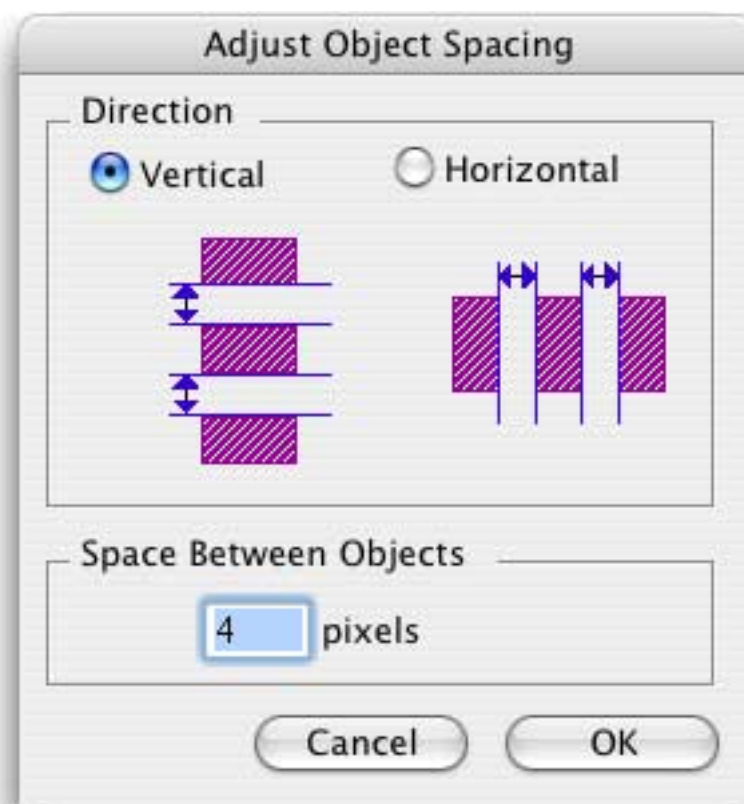 Adjust Object Spacing
Direction
Vertical
Horizontal
Space Between Objects
4 pixels
Cancel
OK